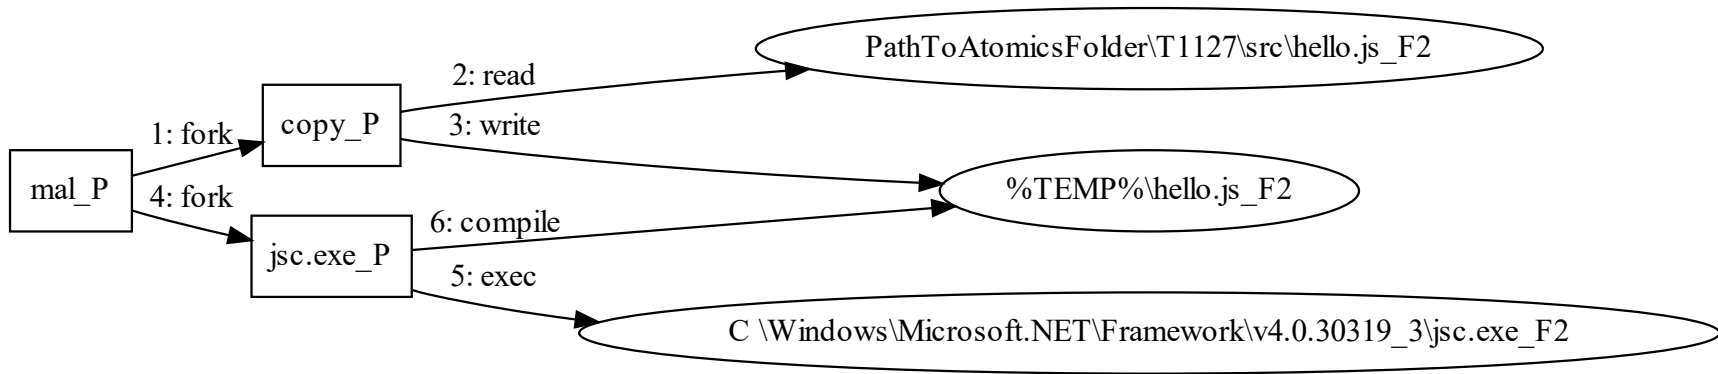 PathToAtomicsFolder\T1127\src\hello.js_F2
2: read
copy_P
3: write
1: fork
mal_P
%TEMP%\hello.js_F2
4: fork
6: compile
jsc.exe_P
5: exec
C \Windows\Microsoft.NET\Framework\v4.0.30319_3\jsc.exe_F2